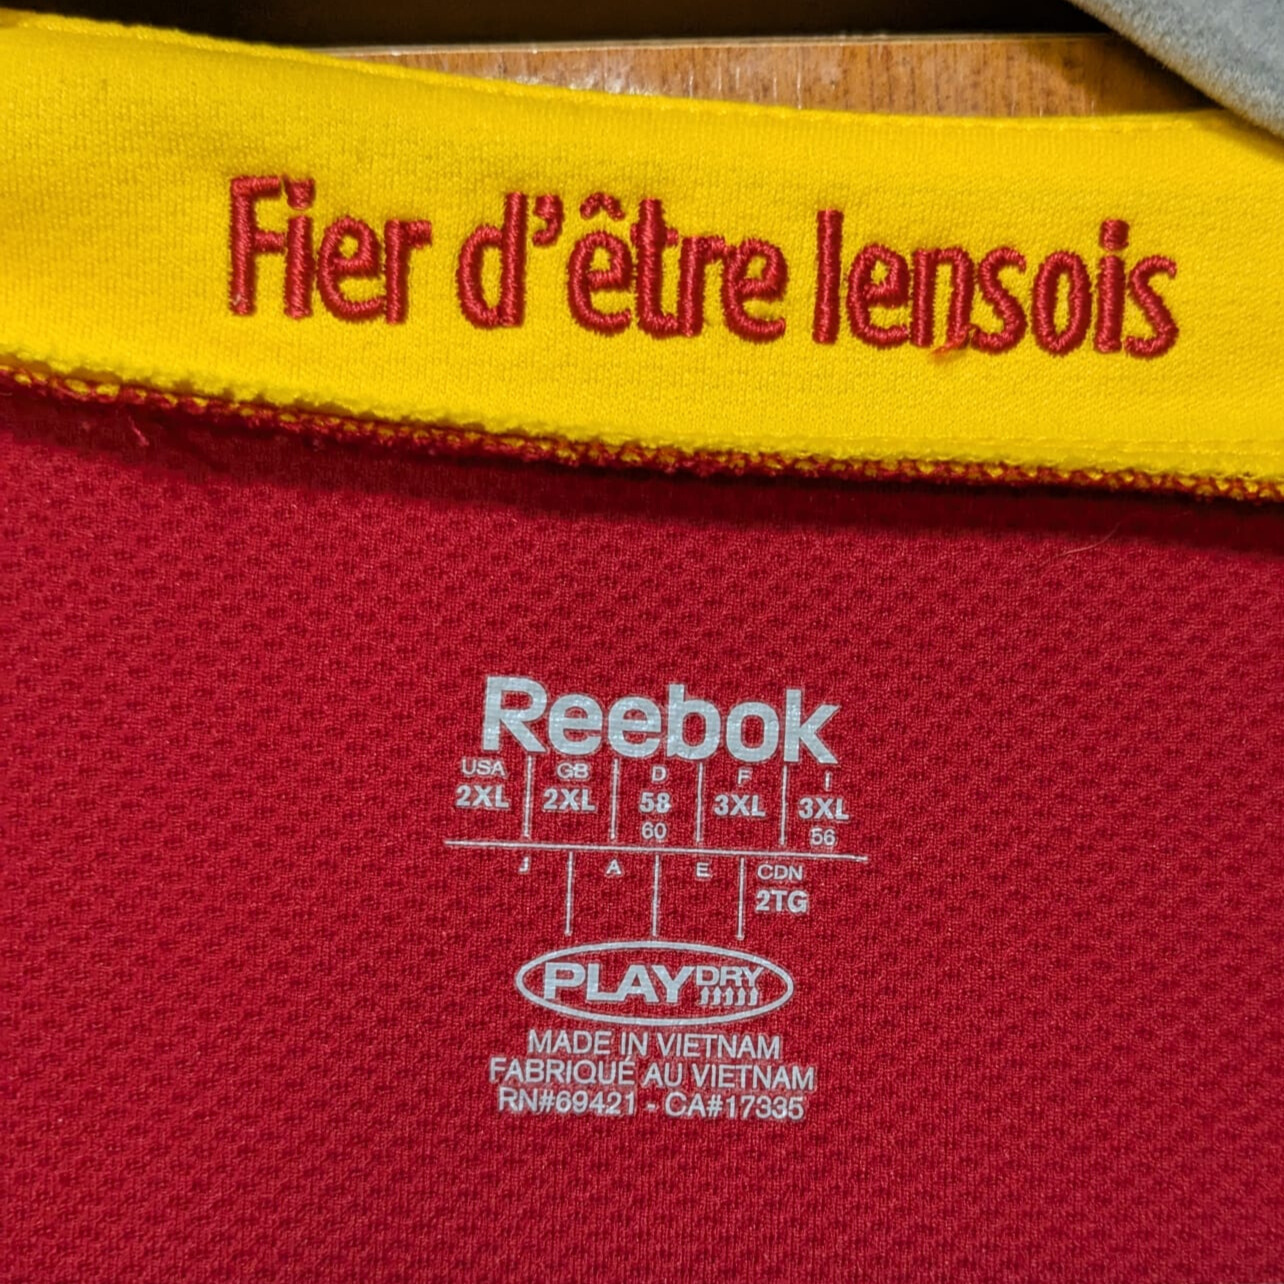 Fier d'être lensois
Reebok
USA GB D F I
2XL 2XL 58 3XL 3XL
60 56
J A E CDN
2TG
PLAYDRY
MADE IN VIETNAM
FABRIQUÉ AU VIETNAM
RN#69421 - CA#17335